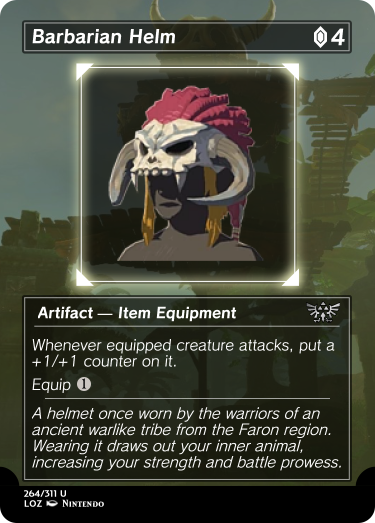 Barbarian Helm 4
Artifact — Item Equipment
Whenever equipped creature attacks, put a
+1/+1 counter on it.
Equip 1
A helmet once worn by the warriors of an
ancient warlike tribe from the Faron region.
Wearing it draws out your inner animal,
increasing your strength and battle prowess.
264/311 U
LOZ Nintendo